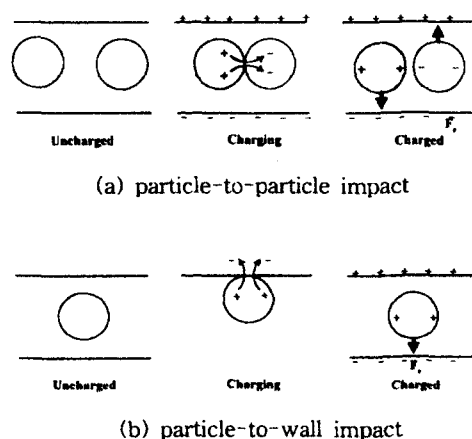 + + + + + +
+ - + -
+ + - -
- - - - - -
- - - - - F
Uncharged Charging Charged
(a) particle-to-particle impact
- -
+ + + + +
+ + + +
- - F
Uncharged Charging Charged
(b) particle-to-wall impact